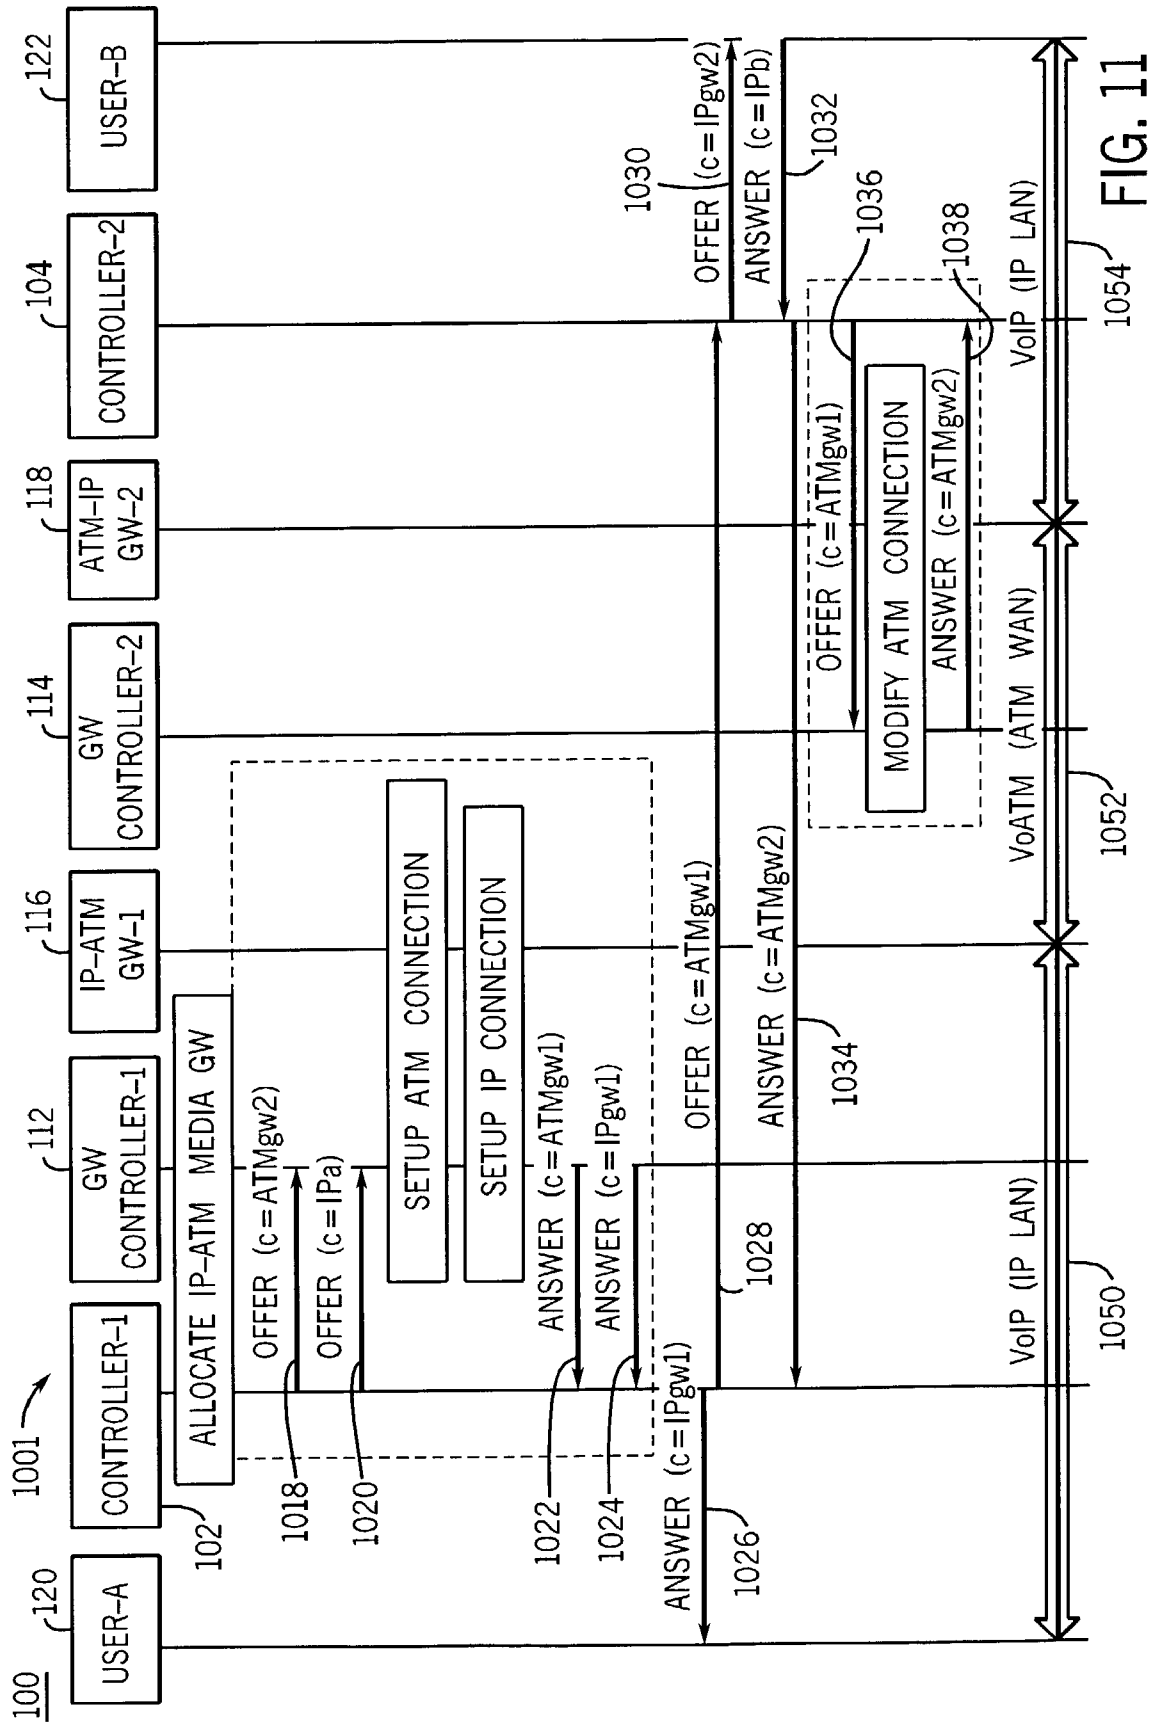 100
1001
120
USER-A
102
CONTROLLER-1
112
GW
CONTROLLER-1
116
IP-ATM
GW-1
114
GW
CONTROLLER-2
118
ATM-IP
GW-2
104
CONTROLLER-2
122
USER-B
ALLOCATE IP-ATM MEDIA GW
OFFER (c=ATMgw2)
1018
OFFER (c=IPa)
1020
SETUP ATM CONNECTION
SETUP IP CONNECTION
ANSWER (c=ATMgw1)
1022
ANSWER (c=IPgw1)
1024
ANSWER (c=IPgw1)
1026
OFFER (c=ATMgw1)
1028
OFFER (c=IPgw2)
1030
ANSWER (c=IPb)
1032
ANSWER (c=ATMgw2)
1034
OFFER (c=ATMgw1)
1036
MODIFY ATM CONNECTION
ANSWER (c=ATMgw2)
1038
VoIP (IP LAN)
1050
VoATM (ATM WAN)
1052
VoIP (IP LAN)
1054
FIG. 11